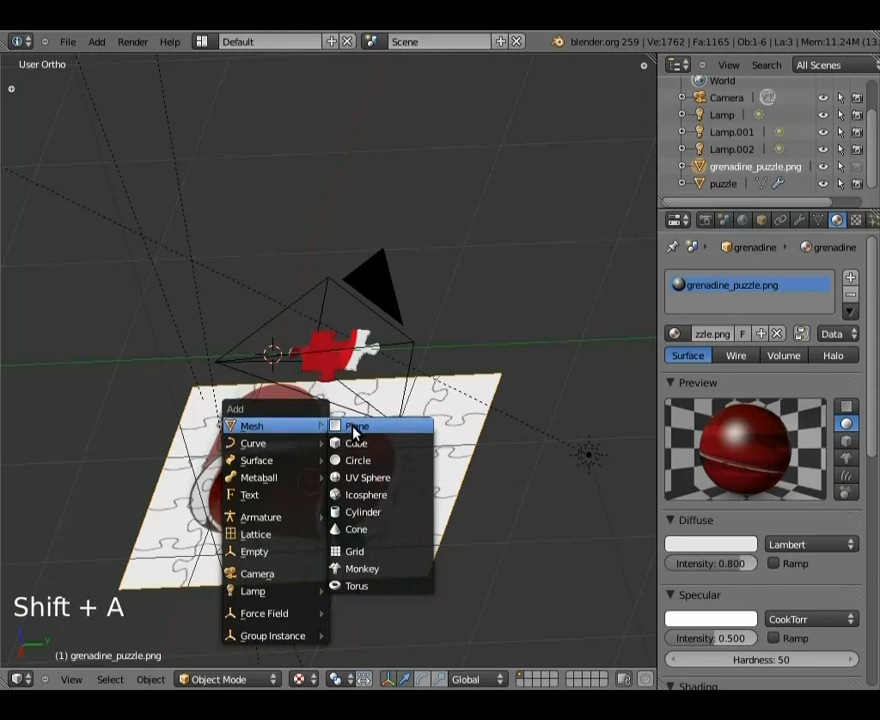 File Add Render Help Default Scene blender.org 259 | Ve:1762 | Fa:1165 | Ob:1-6 | La:3 | Mem:11.24M (13.
User Ortho
View Search All Scenes
World
Camera
Lamp
Lamp.001
Lamp.002
grenadine_puzzle.png
puzzle
grenadine grenadine
grenadine_puzzle.png
zzle.png F Data
Surface Wire Volume Halo
Preview
Diffuse
Lambert
Intensity: 0.800 Ramp
Specular
CookTorr
Intensity: 0.500 Ramp
Hardness: 50
Shading
Add
Mesh
Curve
Surface
Metaball
Text
Armature
Lattice
Empty
Camera
Lamp
Force Field
Group Instance
Plane
Cube
Circle
UV Sphere
Icosphere
Cylinder
Cone
Grid
Monkey
Torus
Shift + A
(1) grenadine_puzzle.png
View Select Object Object Mode Global